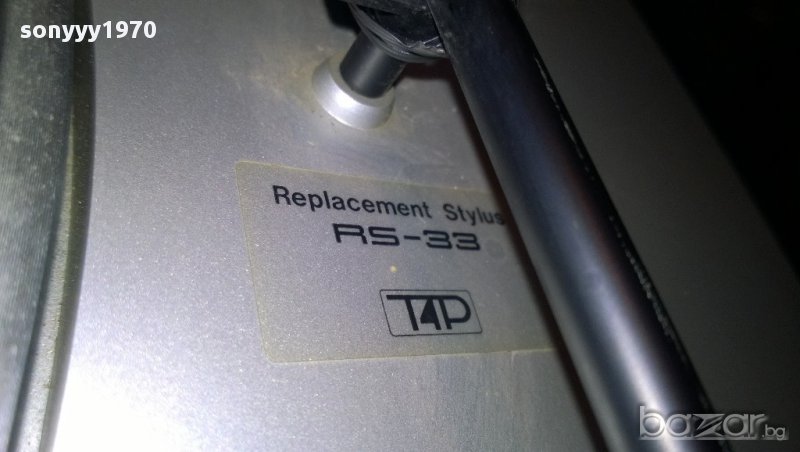 sonyyy1970
Replacement Stylus
RS-33
T4P
bazar.bg